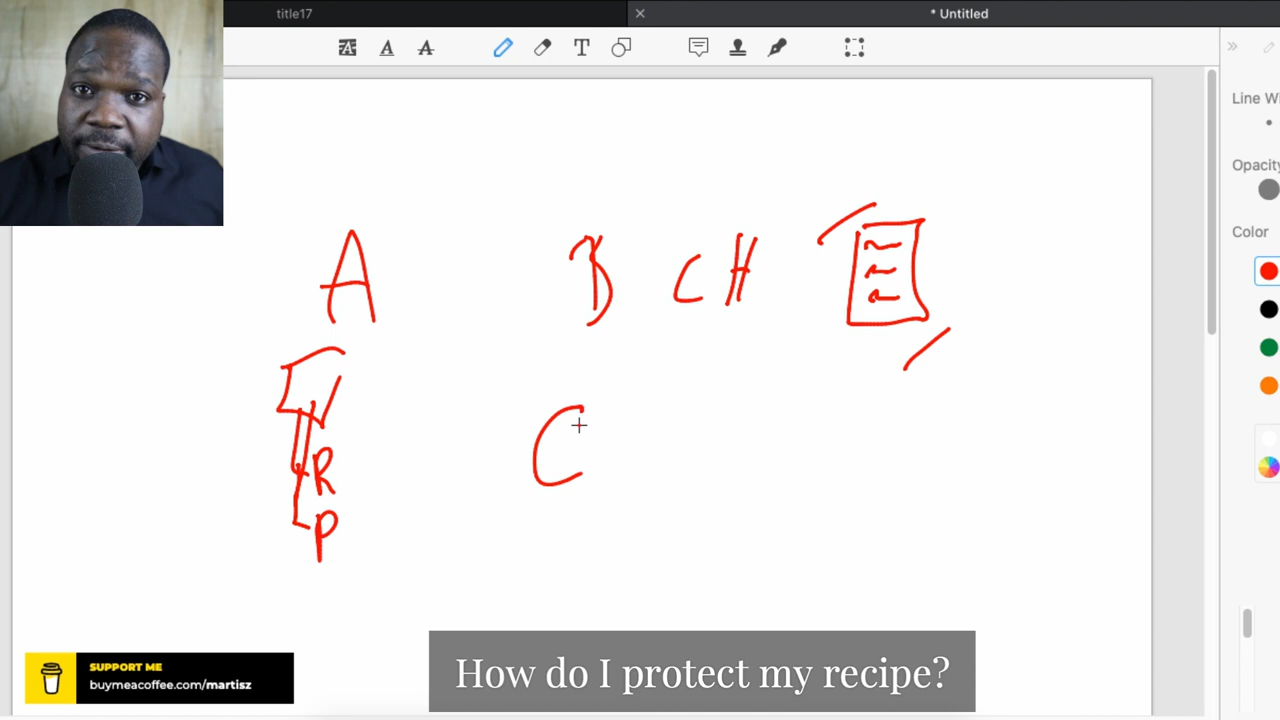 title17
* Untitled
A A A T
Line Wi
Opacity
Color
A B CH
R
P
C
SUPPORT ME
buymeacoffee.com/martisz
How do I protect my recipe?